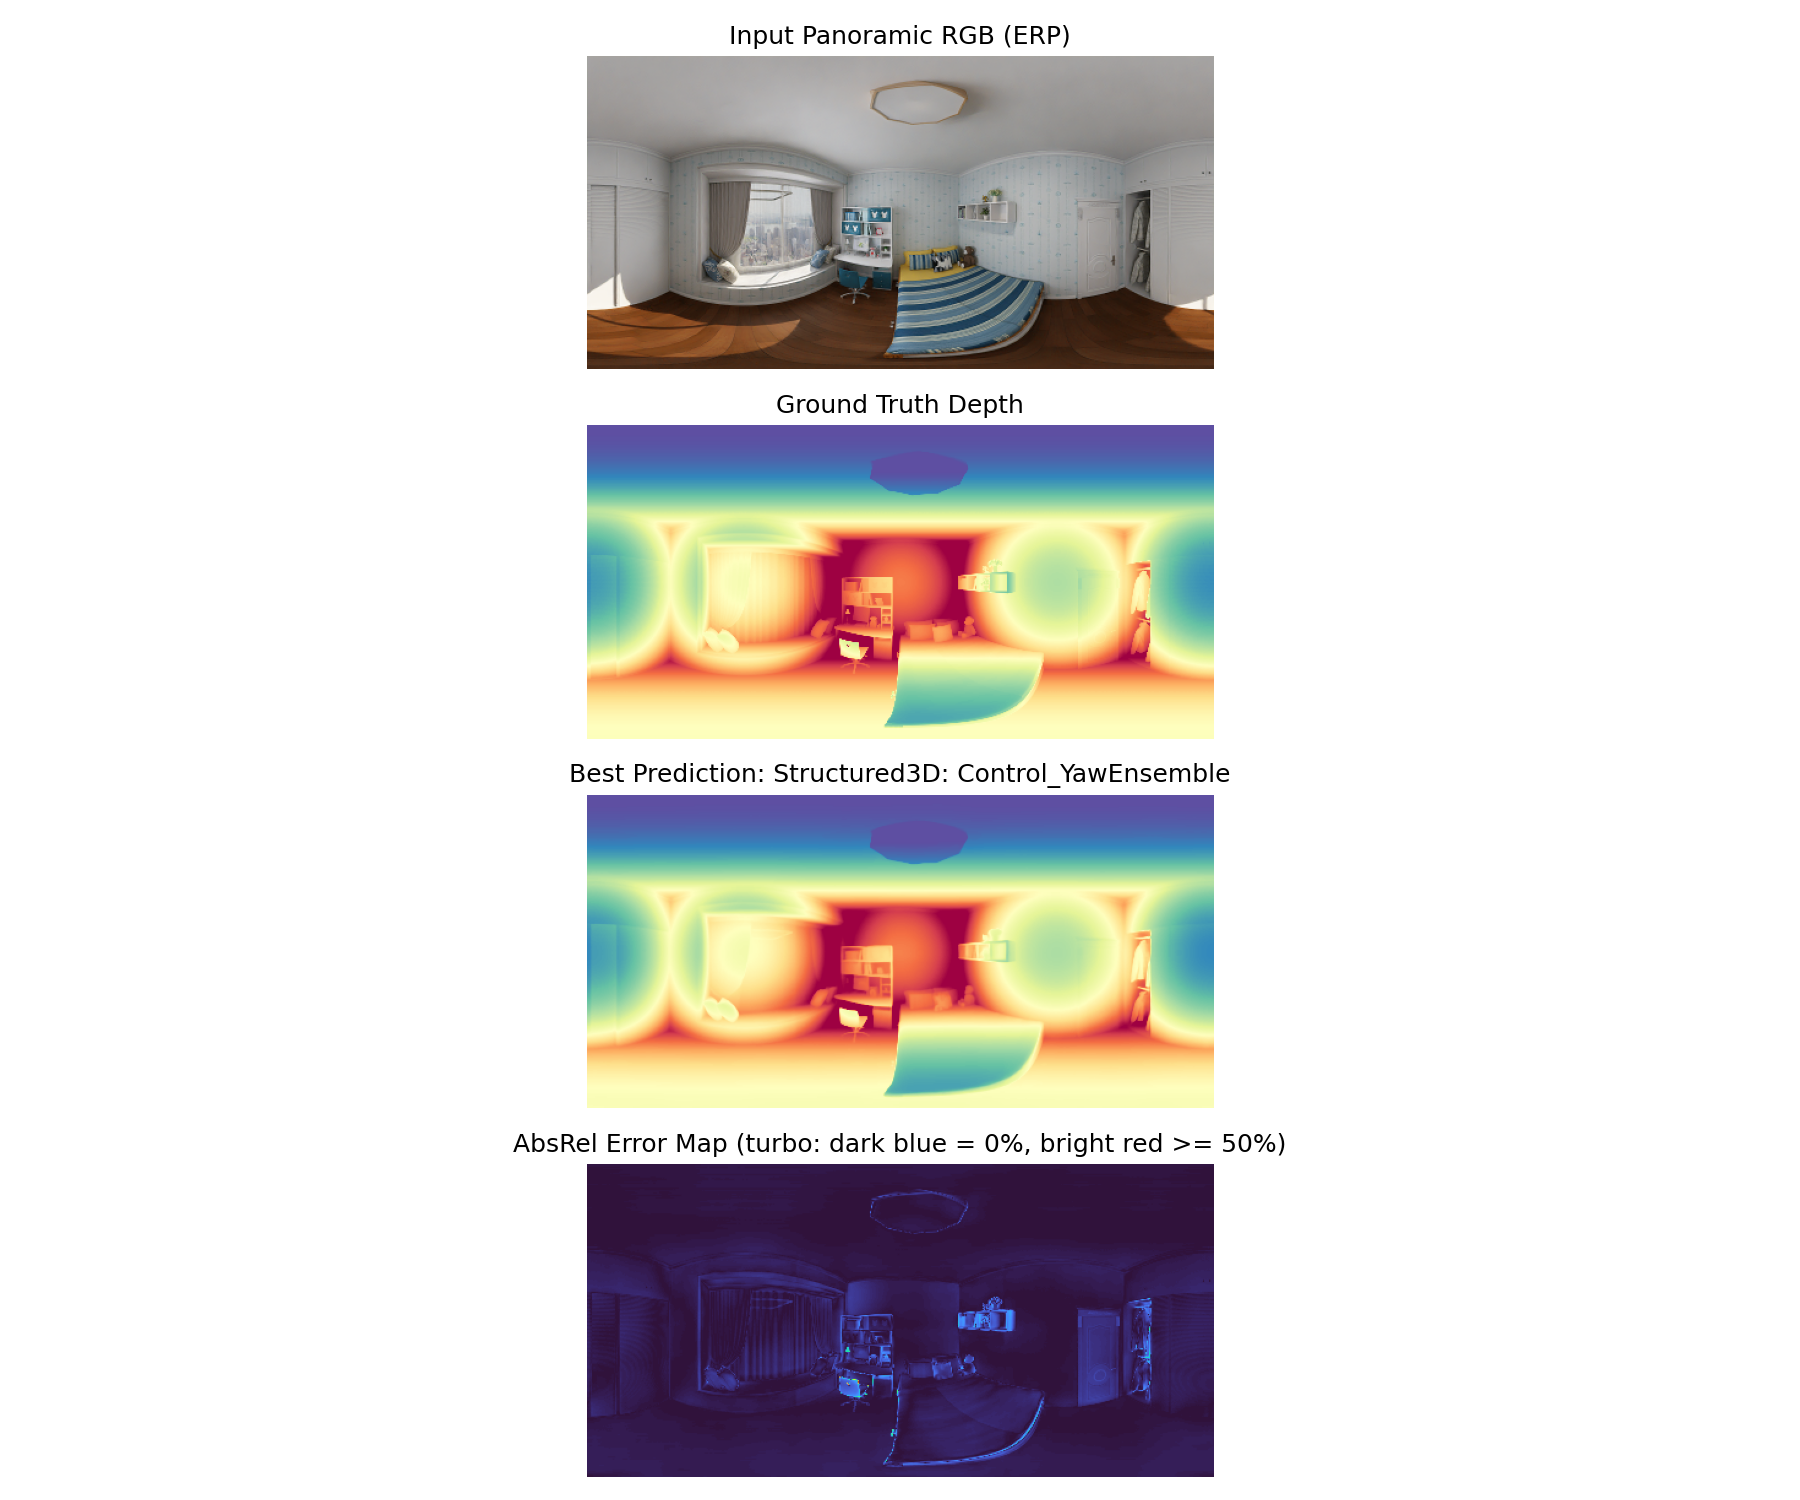 Input Panoramic RGB (ERP)
Ground Truth Depth
Best Prediction: Structured3D: Control_YawEnsemble
AbsRel Error Map (turbo: dark blue = 0%, bright red >= 50%)